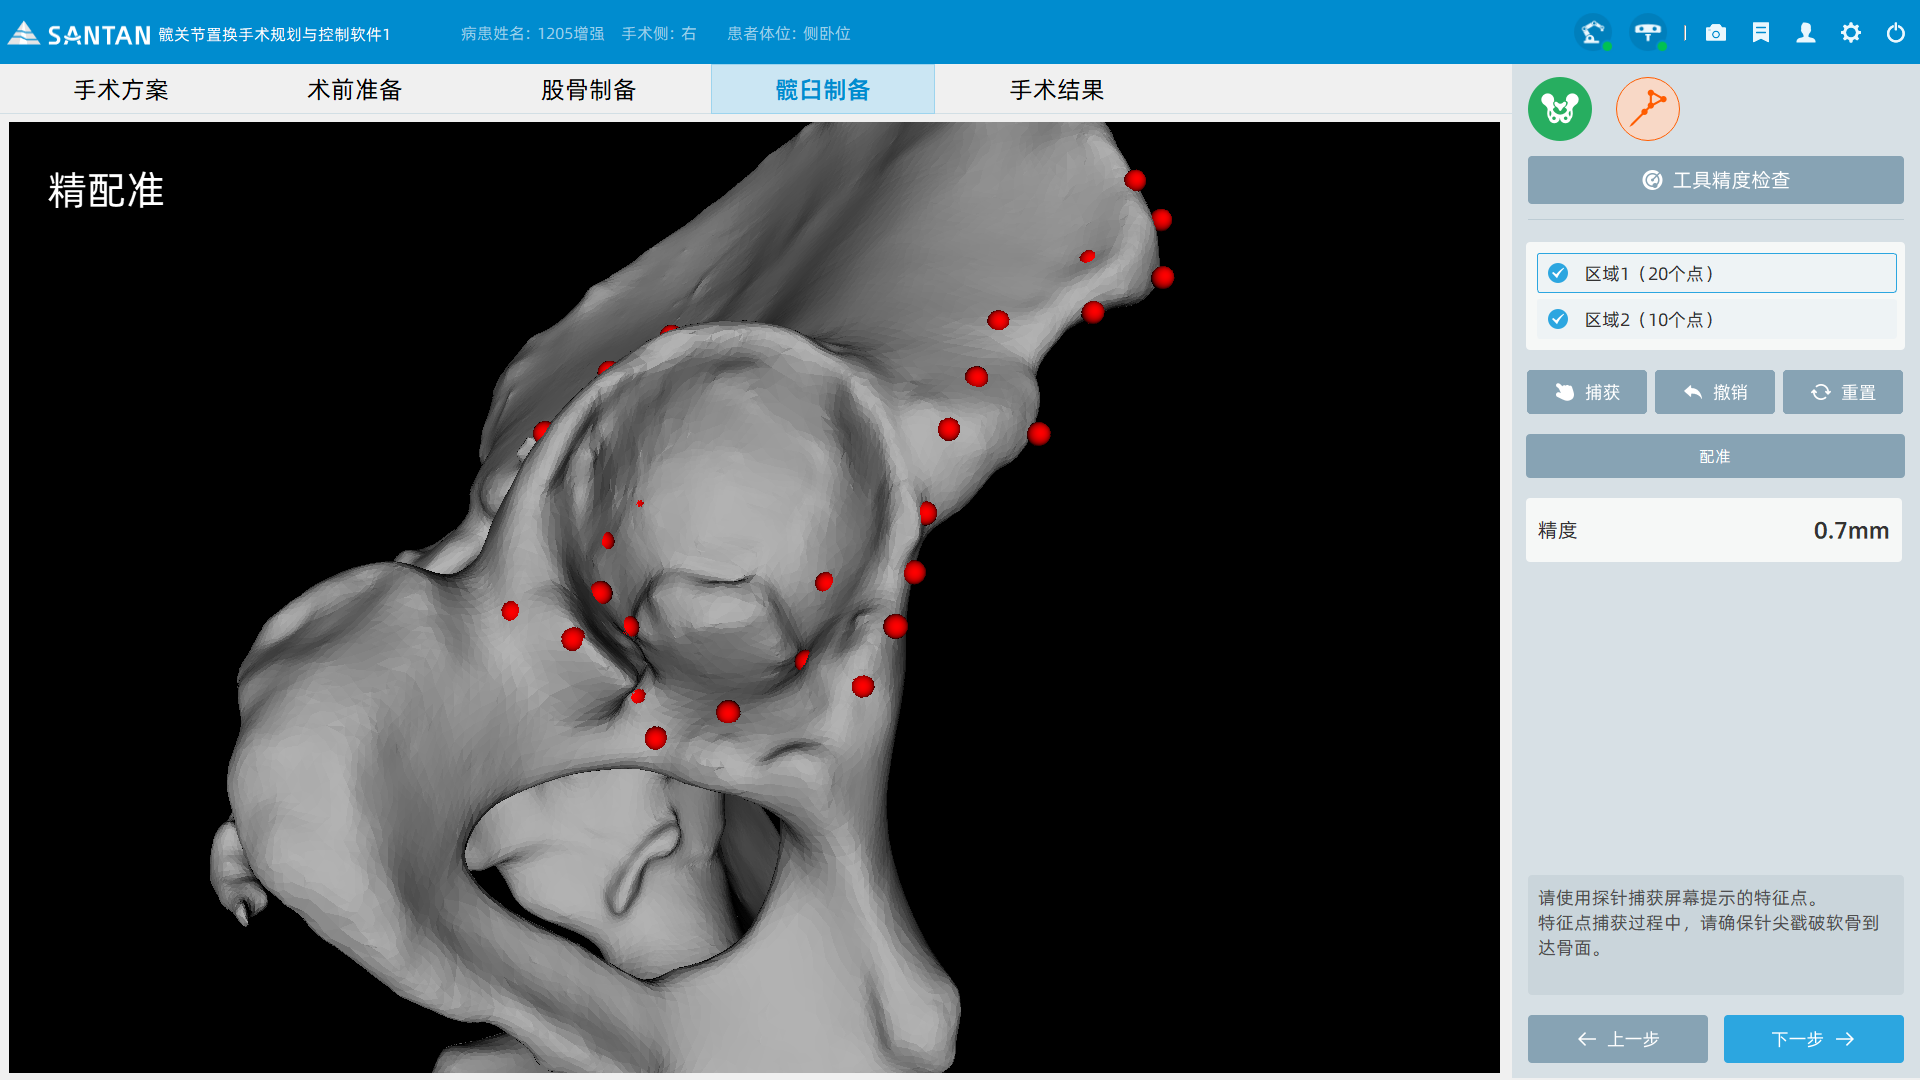 SANTAN 髋关节置换手术规划与控制软件1 病患姓名: 1205增强 手术侧: 右 患者体位: 侧卧位
手术方案 术前准备 股骨制备 髋臼制备 手术结果
精配准
工具精度检查
区域1（20个点）
区域2（10个点）
捕获 撤销 重置
配准
精度 0.7mm
请使用探针捕获屏幕提示的特征点。
特征点捕获过程中，请确保针尖戳破软骨到
达骨面。
上一步 下一步